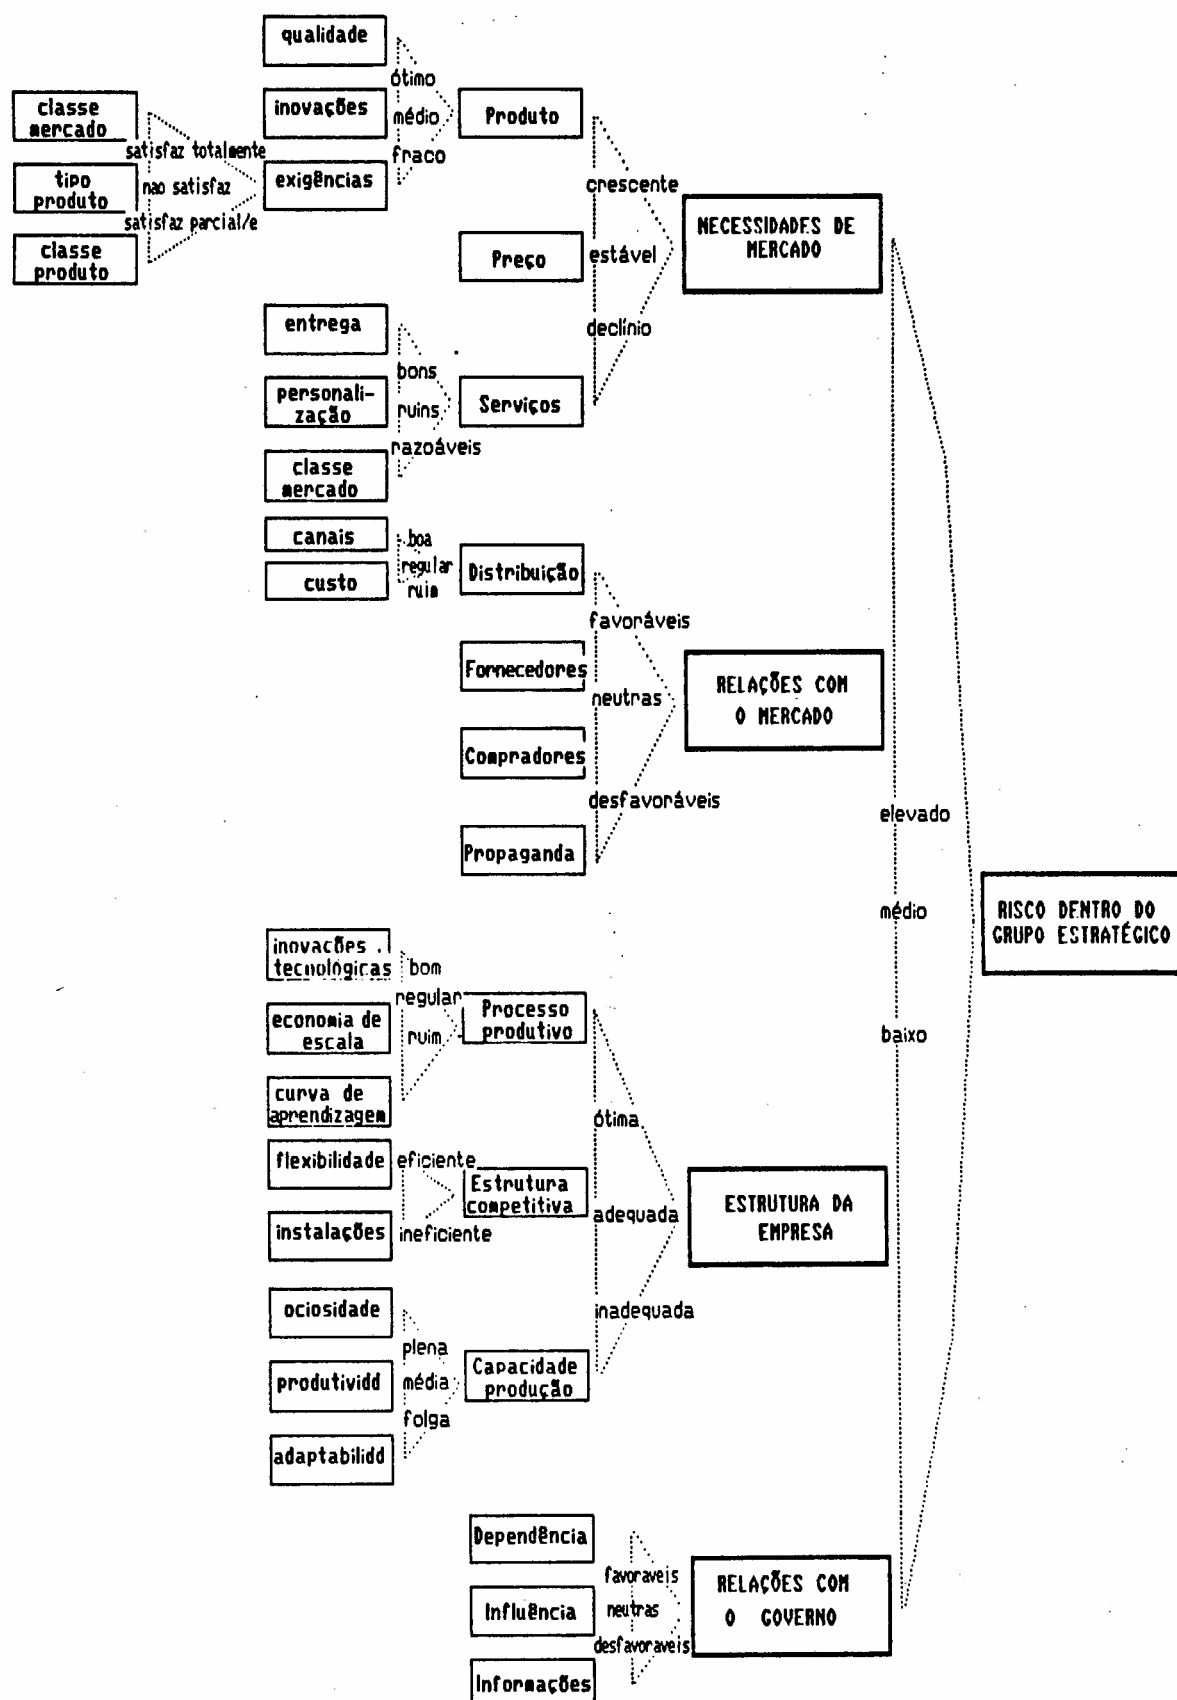 qualidade
ótimo
inovações
médio
Produto
fraco
classe
mercado
satisfaz totalmente
tipo
produto
nao satisfaz
exigências
satisfaz parcial/e
classe
produto
crescente
NECESSIDADES DE
MERCADO
Preço
estável
declínio
entrega
bons
personali-
zação
ruins
Serviços
razoáveis
classe
mercado
canais
boa
regular
ruim
custo
Distribuição
favoráveis
Fornecedores
neutras
RELAÇÕES COM
O MERCADO
Compradores
desfavoráveis
Propaganda
elevado
médio
baixo
RISCO DENTRO DO
GRUPO ESTRATÉGICO
inovações
tecnológicas
bom
regular
ruim
Processo
produtivo
economia de
escala
curva de
aprendizagem
ótima
flexibilidade
eficiente
Estrutura
competitiva
adequada
ESTRUTURA DA
EMPRESA
instalações
ineficiente
inadequada
ociosidade
plena
produtividd
média
Capacidade
produção
folga
adaptabilidd
Dependência
favoraveis
Influência
neutras
RELAÇÕES COM
O GOVERNO
desfavoraveis
Informações